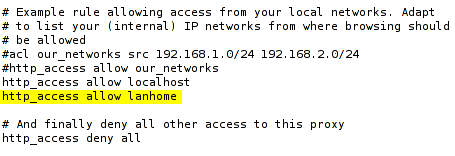 # Example rule allowing access from your local networks. Adapt
# to list your (internal) IP networks from where browsing should
# be allowed
#acl our_networks src 192.168.1.0/24 192.168.2.0/24
#http_access allow our_networks
http_access allow localhost
http_access allow lanhome
# And finally deny all other access to this proxy
http_access deny all